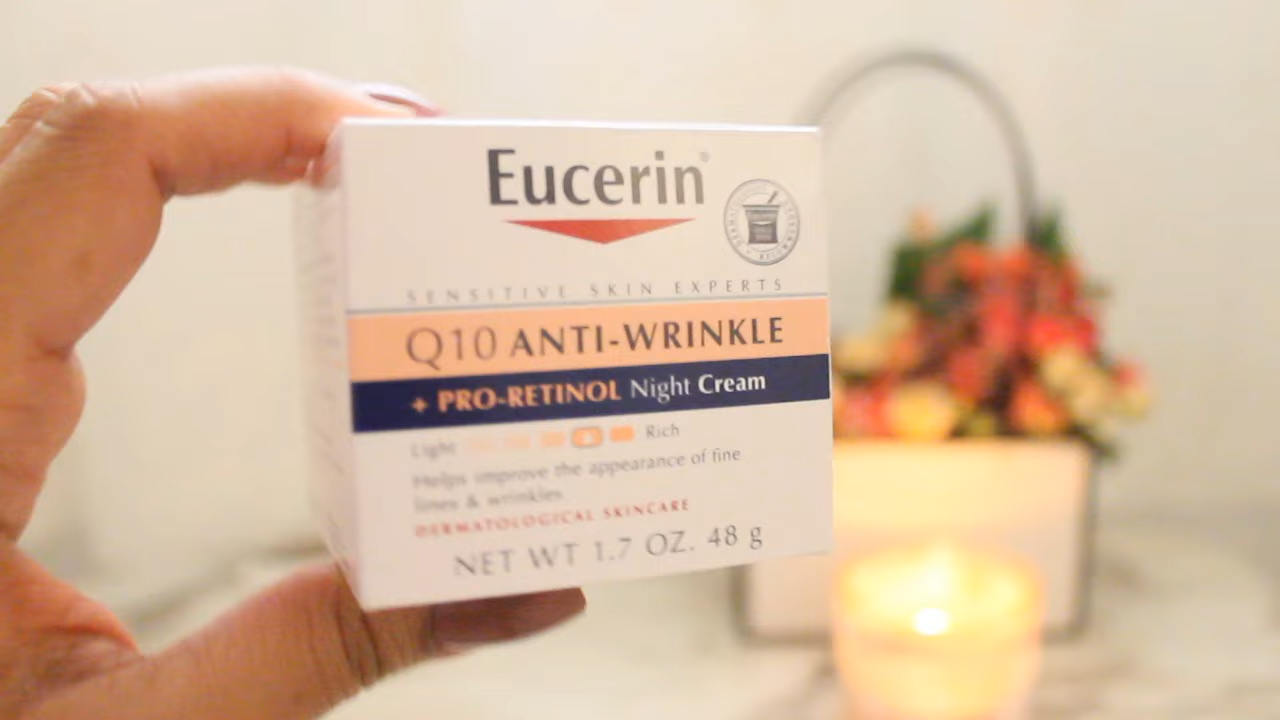 Eucerin®
SENSITIVE SKIN EXPERTS
Q10 ANTI-WRINKLE
+ PRO-RETINOL Night Cream
Light Rich
Helps improve the appearance of fine
lines & wrinkles
DERMATOLOGICAL SKINCARE
NET WT 1.7 OZ. 48 g